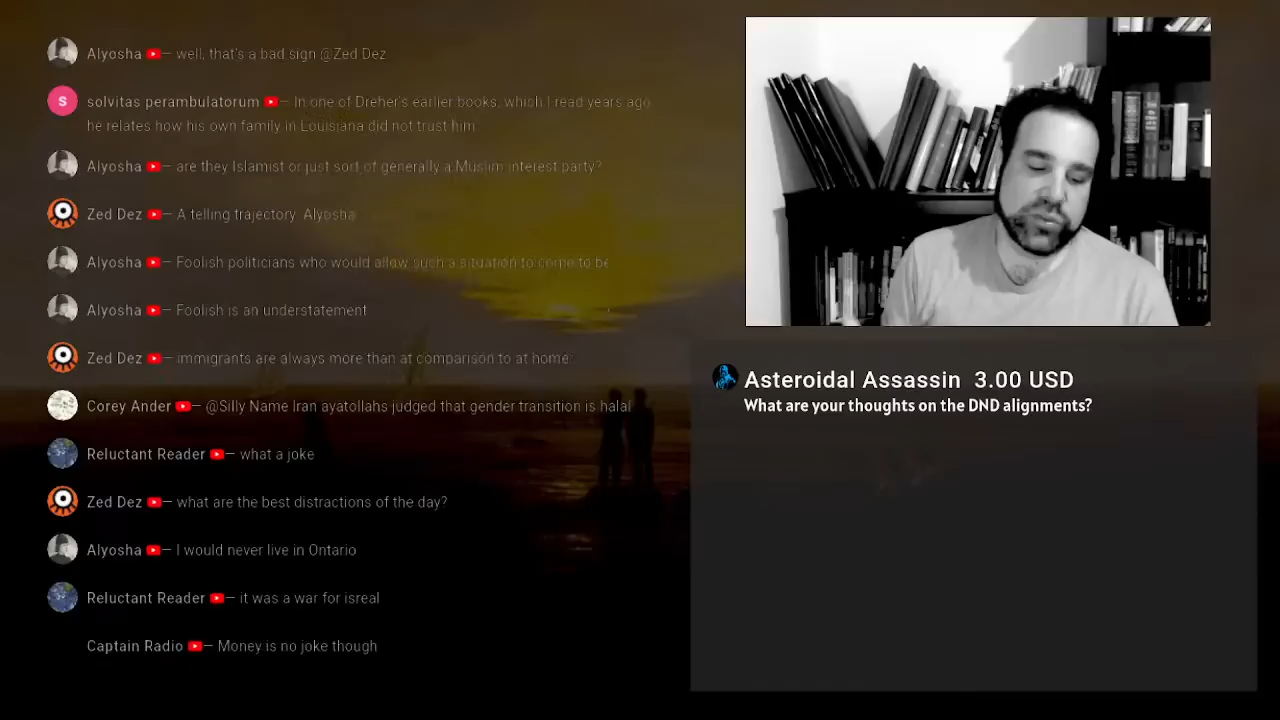 Alyosha — well, that's a bad sign @Zed Dez
solvitas perambulatorum — In one of Dreher's earlier books, which I read years ago
he relates how his own family in Louisiana did not trust him.
Alyosha — are they Islamist or just sort of generally a Muslim interest party?
Zed Dez — A telling trajectory Alyosha
Alyosha — Foolish politicians who would allow such a situation to come to be
Alyosha — Foolish is an understatement
Zed Dez — immigrants are always more than at comparison to at home.
Corey Ander — @Silly Name Iran ayatollahs judged that gender transition is halal
Reluctant Reader — what a joke
Zed Dez — what are the best distractions of the day?
Alyosha — I would never live in Ontario
Reluctant Reader — it was a war for isreal
Captain Radio — Money is no joke though
Asteroidal Assassin 3.00 USD
What are your thoughts on the DND alignments?